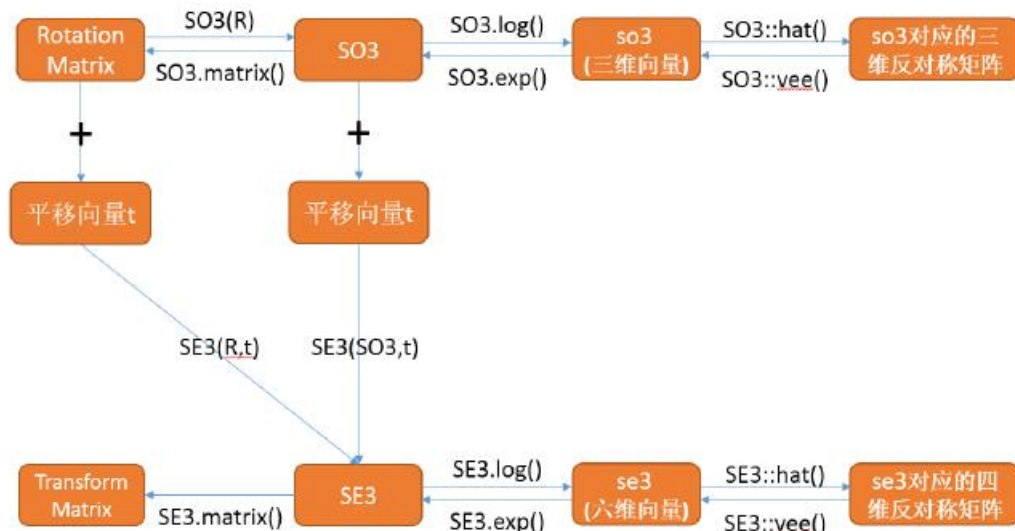 SO3(R)
Rotation
Matrix
SO3.matrix()
SO3
SO3.log()
SO3.exp()
so3
(三维向量)
SO3::hat()
SO3::vee()
so3对应的三
维反对称矩阵
+
+
平移向量t
平移向量t
SE3(R,t)
SE3(SO3,t)
Transform
Matrix
SE3.matrix()
SE3
SE3.log()
SE3.exp()
se3
(六维向量)
SE3::hat()
SE3::vee()
se3对应的四
维反对称矩阵